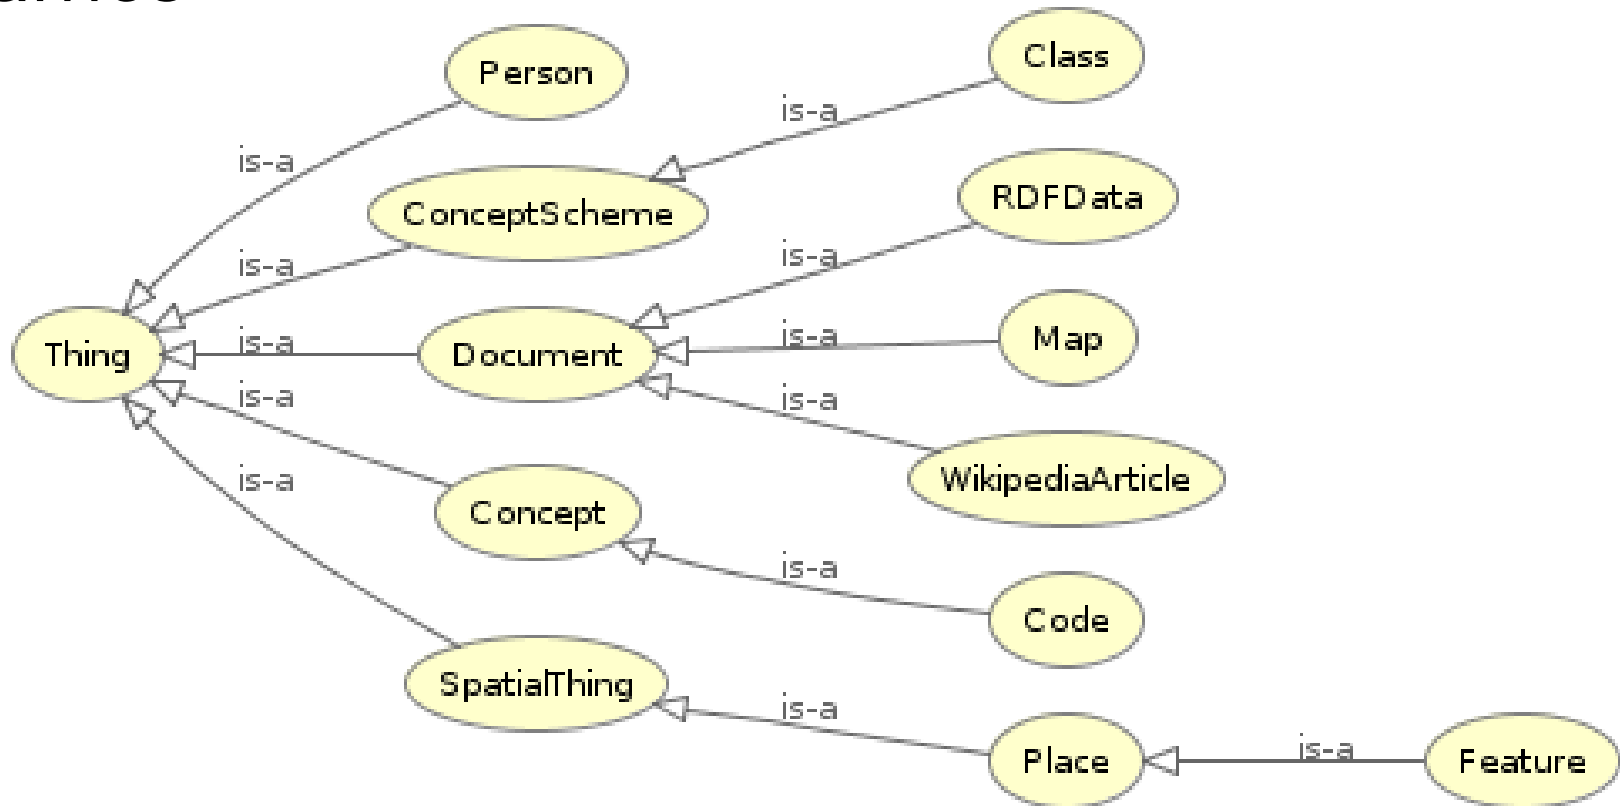 Person
Class
is-a
is-a
ConceptScheme
RDFData
is-a
is-a
Thing
is-a
Document
is-a
Map
is-a
is-a
WikipediaArticle
is-a
Concept
is-a
Code
SpatialThing
is-a
Place
is-a
Feature